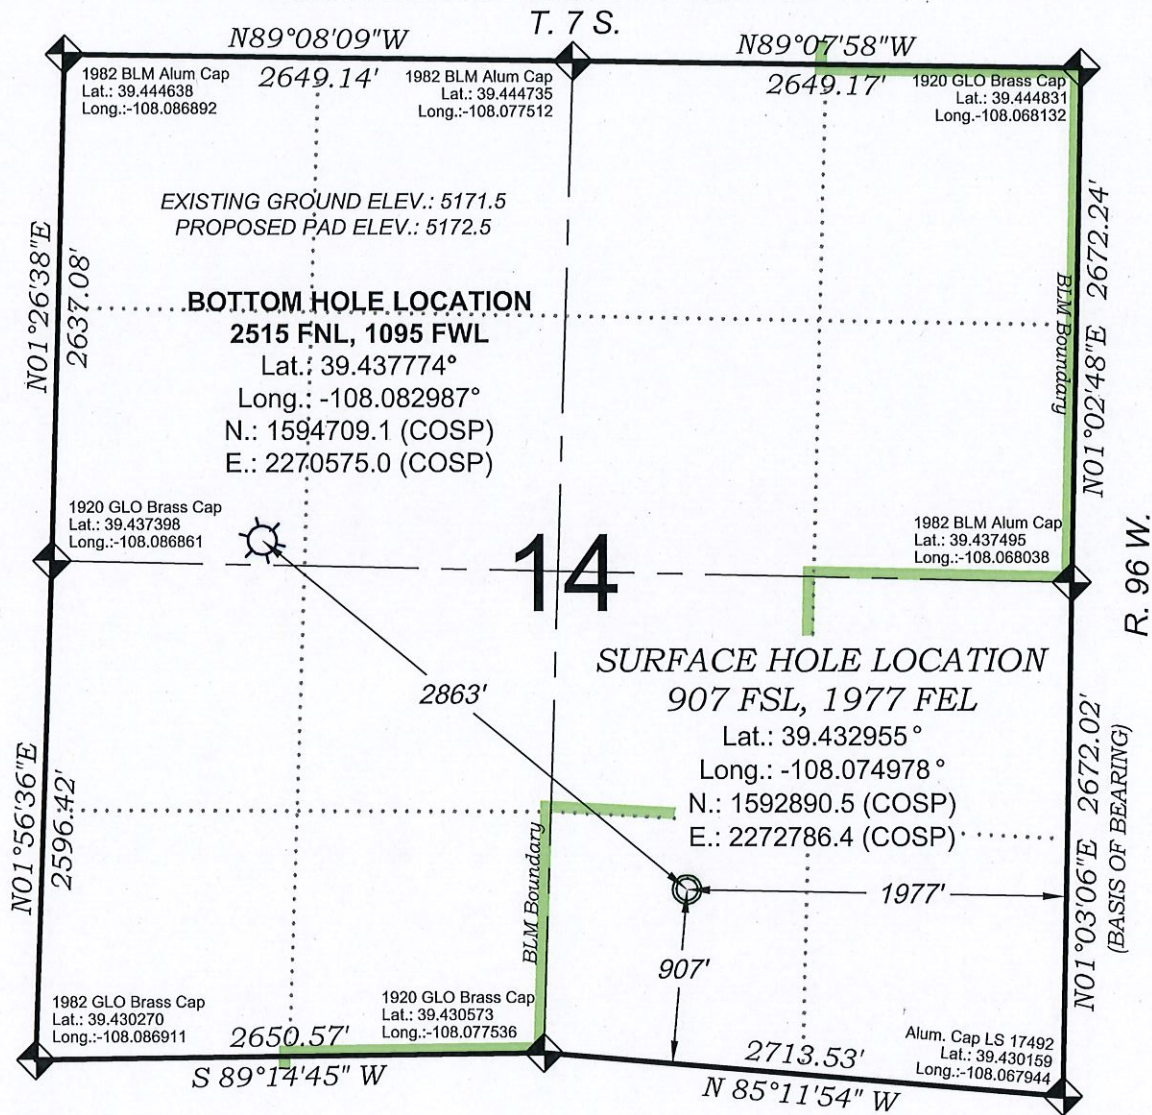 T. 7 S.
N89°08'09"W
N89°07'58"W
1982 BLM Alum Cap
Lat.: 39.444638
Long.:-108.086892
2649.14'
1982 BLM Alum Cap
Lat.: 39.444735
Long.:-108.077512
2649.17'
1920 GLO Brass Cap
Lat.: 39.444831
Long.-108.068132
EXISTING GROUND ELEV.: 5171.5
PROPOSED PAD ELEV.: 5172.5
N01°26'38"E
2637.08'
BOTTOM HOLE LOCATION
2515 FNL, 1095 FWL
Lat.: 39.437774°
Long.: -108.082987°
N.: 1594709.1 (COSP)
E.: 2270575.0 (COSP)
BLM Boundary
N01°02'48"E 2672.24'
R. 96 W.
1920 GLO Brass Cap
Lat.: 39.437398
Long.:-108.086861
14
1982 BLM Alum Cap
Lat.: 39.437495
Long.:-108.068038
2863'
SURFACE HOLE LOCATION
907 FSL, 1977 FEL
Lat.: 39.432955°
Long.: -108.074978°
N.: 1592890.5 (COSP)
E.: 2272786.4 (COSP)
N01°56'36"E
2596.42'
BLM Boundary
1977'
907'
N01°03'06"E 2672.02'
(BASIS OF BEARING)
1982 GLO Brass Cap
Lat.: 39.430270
Long.:-108.086911
2650.57'
1920 GLO Brass Cap
Lat.: 39.430573
Long.:-108.077536
S 89°14'45" W
2713.53'
Alum. Cap LS 17492
Lat.: 39.430159
Long.:-108.067944
N 85°11'54" W